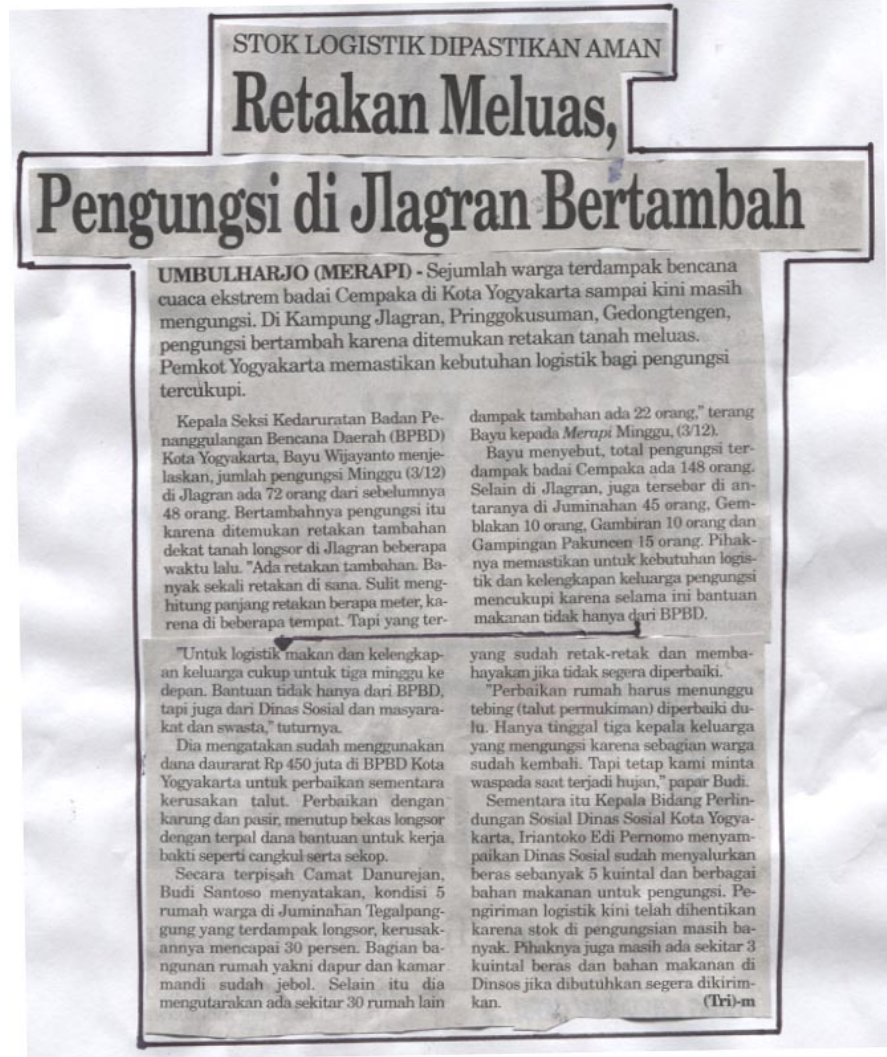 STOK LOGISTIK DIPASTIKAN AMAN
Retakan Meluas,
Pengungsi di Jlagran Bertambah
UMBULHARJO (MERAPI) - Sejumlah warga terdampak bencana
cuaca ekstrem badai Cempaka di Kota Yogyakarta sampai kini masih
mengungsi. Di Kampung Jlagran, Pringgokusuman, Gedongtengen,
pengungsi bertambah karena ditemukan retakan tanah meluas.
Pemkot Yogyakarta memastikan kebutuhan logistik bagi pengungsi
tercukupi.
Kepala Seksi Kedaruratan Badan Pe-
nanggulangan Bencana Daerah (BPBD)
Kota Yogyakarta, Bayu Wijayanto menje-
laskan, jumlah pengungsi Minggu (3/12)
di Jlagran ada 72 orang dari sebelumnya
48 orang. Bertambahnya pengungsi itu
karena ditemukan retakan tambahan
dekat tanah longsor di Jlagran beberapa
waktu lalu. "Ada retakan tambahan. Ba-
nyak sekali retakan di sana. Sulit meng-
hitung panjang retakan berapa meter, ka-
rena di beberapa tempat. Tapi yang ter-
dampak tambahan ada 22 orang," terang
Bayu kepada Merapi Minggu, (3/12).
Bayu menyebut, total pengungsi ter-
dampak badai Cempaka ada 148 orang.
Selain di Jlagran, juga tersebar di an-
taranya di Juminahan 45 orang, Gem-
blakan 10 orang, Gambiran 10 orang dan
Gampingan Pakuncen 15 orang. Pihak-
nya memastikan untuk kebutuhan logis-
tik dan kelengkapan keluarga pengungsi
mencukupi karena selama ini bantuan
makanan tidak hanya dari BPBD.
"Untuk logistik makan dan kelengkap-
an keluarga cukup untuk tiga minggu ke
depan. Bantuan tidak hanya dari BPBD,
tapi juga dari Dinas Sosial dan masyara-
kat dan swasta," tuturnya.
Dia mengatakan sudah menggunakan
dana daurarat Rp 450 juta di BPBD Kota
Yogyakarta untuk perbaikan sementara
kerusakan talut. Perbaikan dengan
karung dan pasir, menutup bekas longsor
dengan terpal dana bantuan untuk kerja
bakti seperti cangkul serta sekop.
Secara terpisah Camat Danurejan,
Budi Santoso menyatakan, kondisi 5
rumah warga di Juminahan Tegalpang-
gung yang terdampak longsor, kerusak-
annya mencapai 30 persen. Bagian ba-
ngunan rumah yakni dapur dan kamar
mandi sudah jebol. Selain itu dia
mengutarakan ada sekitar 30 rumah lain
yang sudah retak-retak dan memba-
hayakan jika tidak segera diperbaiki.
"Perbaikan rumah harus menunggu
tebing (talut permukiman) diperbaiki du-
lu. Hanya tinggal tiga kepala keluarga
yang mengungsi karena sebagian warga
sudah kembali. Tapi tetap kami minta
waspada saat terjadi hujan," papar Budi.
Sementara itu Kepala Bidang Perlin-
dungan Sosial Dinas Sosial Kota Yogya-
karta, Iriantoko Edi Pernomo menyam-
paikan Dinas Sosial sudah menyalurkan
beras sebanyak 5 kuintal dan berbagai
bahan makanan untuk pengungsi. Pe-
ngiriman logistik kini telah dihentikan
karena stok di pengungsian masih ba-
nyak. Pihaknya juga masih ada sekitar 3
kuintal beras dan bahan makanan di
Dinsos jika dibutuhkan segera dikirim-
kan. (Tri)-m